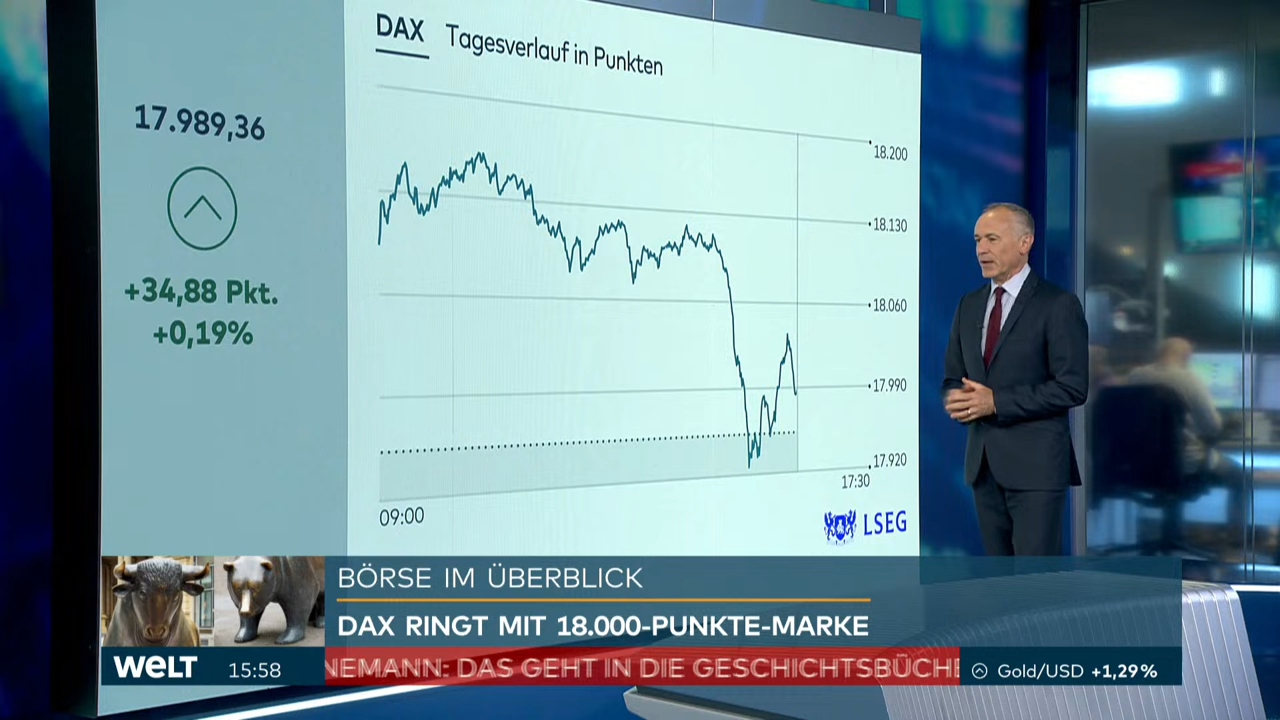 DAX Tagesverlauf in Punkten
17.989,36
+34,88 Pkt.
+0,19%
18.200
18.130
18.060
17.990
17.920
09:00
17:30
LSEG
BÖRSE IM ÜBERBLICK
DAX RINGT MIT 18.000-PUNKTE-MARKE
WELT 15:58 NEMANN: DAS GEHT IN DIE GESCHICHTSBÜCHE Gold/USD +1,29%